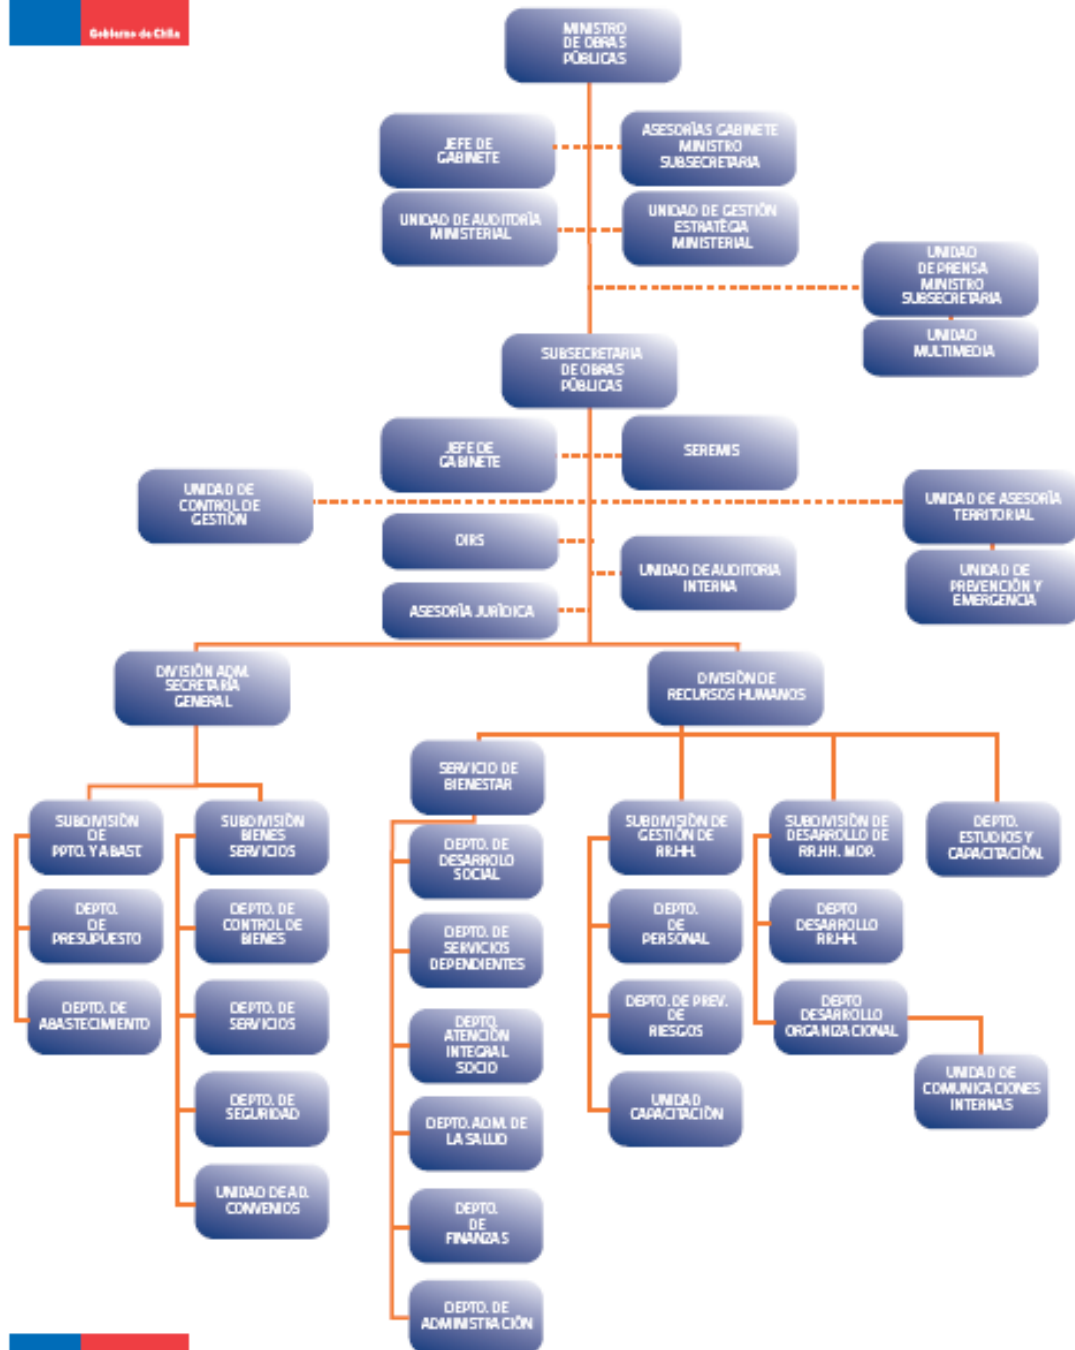 Gobierno de Chile
MINISTRO
DE OBRAS
PÚBLICAS
JEFE DE
GABINETE
ASESORÍAS GABINETE
MINISTRO
SUBSECRETARIA
UNIDAD DE AUDITORÍA
MINISTERIAL
UNIDAD DE GESTIÓN
ESTRATÉGIA
MINISTERIAL
UNIDAD
DE PRENSA
MINISTRO
SUBSECRETARIA
UNIDAD
MULTIMEDIA
SUBSECRETARIA
DE OBRAS
PÚBLICAS
JEFE DE
GABINETE
SEREMIS
UNIDAD DE
CONTROL DE
GESTIÓN
UNIDAD DE ASESORÍA
TERRITORIAL
OIRS
UNIDAD DE AUDITORIA
INTERNA
UNIDAD DE
PREVENCIÓN Y
EMERGENCIA
ASESORÍA JURÍDICA
DIVISIÓN ADM.
SECRETARÍA
GENERAL
DIVISIÓN DE
RECURSOS HUMANOS
SERVICIO DE
BIENESTAR
SUBDIVISIÓN
DE
PPTO. Y ABAST.
SUBDIVISIÓN
BIENES
SERVICIOS
DEPTO. DE
DESARROLO
SOCIAL
SUBDIVISIÓN DE
GESTIÓN DE
RR.HH.
SUBDIVISIÓN DE
DESARROLLO DE
RR.HH. MOP.
DEPTO.
ESTUDIOS Y
CAPACITACIÓN.
DEPTO.
DE
PRESUPUESTO
DEPTO. DE
CONTROL DE
BIENES
DEPTO. DE
SERVICIOS
DEPENDIENTES
DEPTO.
DE
PERSONAL
DEPTO
DESARROLLO
RR.HH.
DEPTO. DE
ABASTECIMIENTO
DEPTO. DE
SERVICIOS
DEPTO.
ATENCIÓN
INTEGRAL
SOCIO
DEPTO. DE PREV.
DE
RIESGOS
DEPTO
DESARROLLO
ORGANIZACIONAL
UNIDAD DE
COMUNICACIONES
INTERNAS
DEPTO. DE
SEGURIDAD
DEPTO. ADM. DE
LA SALUD
UNIDAD
CAPACITACIÓN
UNIDAD DE AD.
CONVENIOS
DEPTO.
DE
FINANZAS
DEPTO. DE
ADMINISTRACIÓN